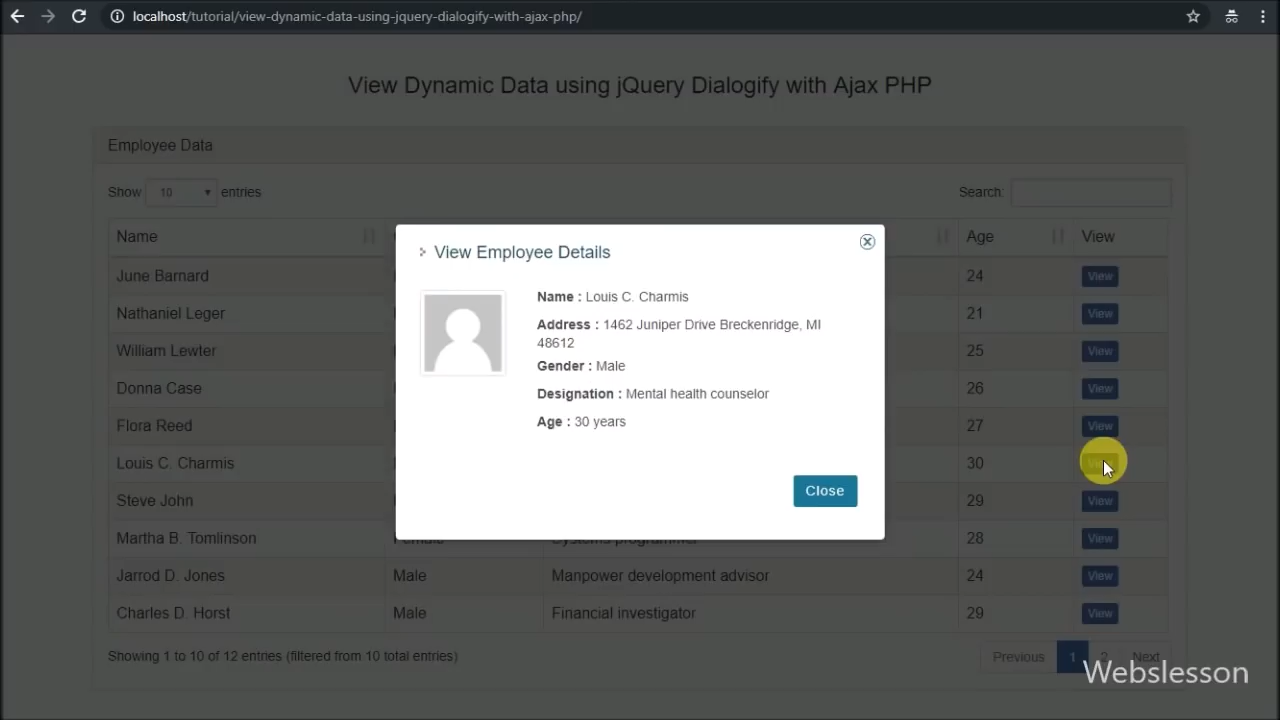 localhost/tutorial/view-dynamic-data-using-jquery-dialogify-with-ajax-php/
View Dynamic Data using jQuery Dialogify with Ajax PHP
Employee Data
Show 10 entries Search:
Name Age View
View Employee Details
Name : Louis C. Charmis
Address : 1462 Juniper Drive Breckenridge, MI
48612
Gender : Male
Designation : Mental health counselor
Age : 30 years
Close
June Barnard 24 View
Nathaniel Leger 21 View
William Lewter 25 View
Donna Case 26 View
Flora Reed 27 View
Louis C. Charmis 30 View
Steve John 29 View
Martha B. Tomlinson Female Systems programmer 28 View
Jarrod D. Jones Male Manpower development advisor 24 View
Charles D. Horst Male Financial investigator 29 View
Showing 1 to 10 of 12 entries (filtered from 10 total entries) Previous 1 2 Next
Webslesson